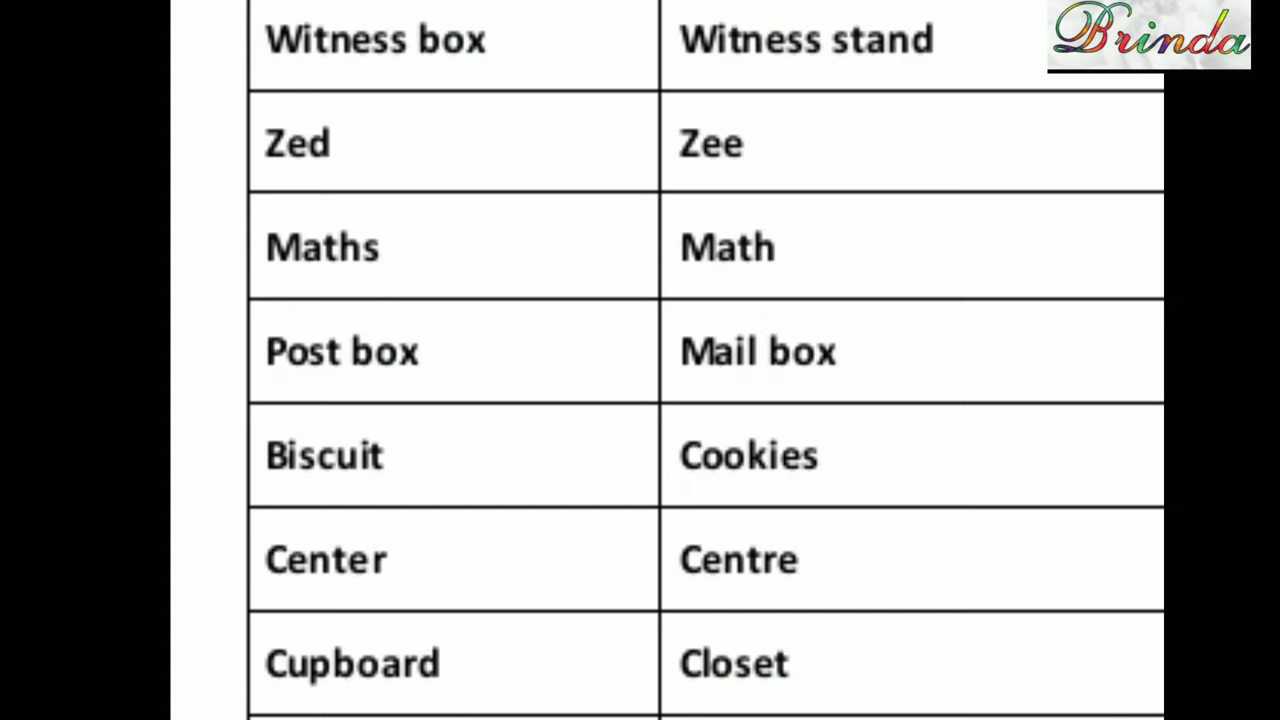 Witness box Witness stand
Brinda
Zed Zee
Maths Math
Post box Mail box
Biscuit Cookies
Center Centre
Cupboard Closet